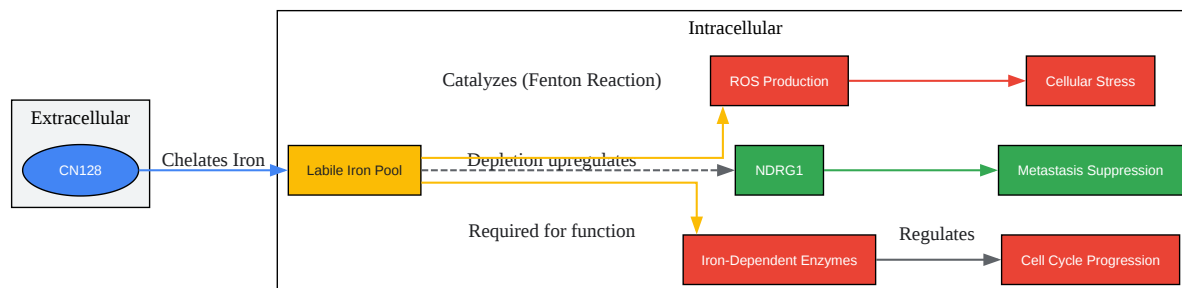 Intracellular
Catalyzes (Fenton Reaction)
ROS Production
Cellular Stress
Extracellular
CN128
Chelates Iron
Labile Iron Pool
Depletion upregulates
NDRG1
Metastasis Suppression
Required for function
Iron-Dependent Enzymes
Regulates
Cell Cycle Progression